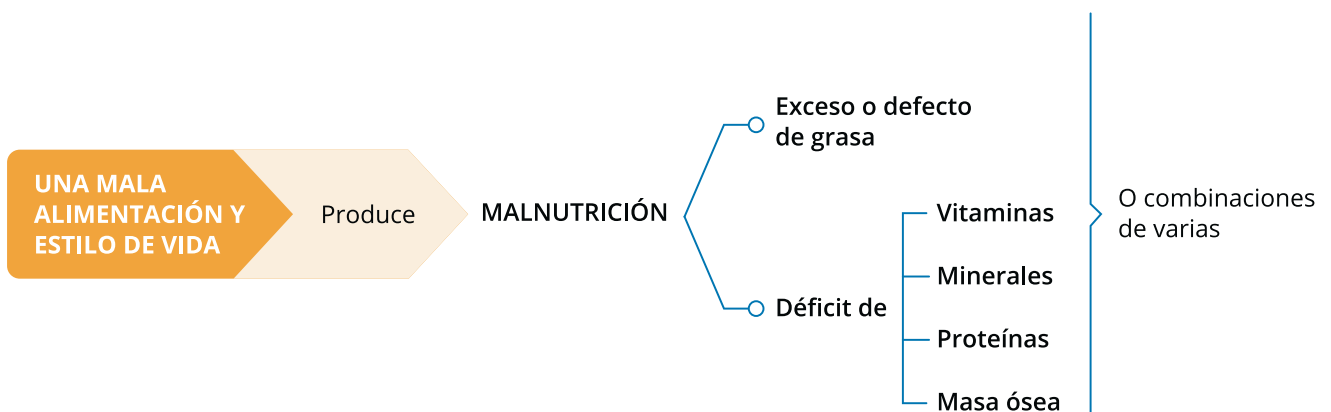 UNA MALA
ALIMENTACIÓN Y
ESTILO DE VIDA
Produce
MALNUTRICIÓN
Exceso o defecto
de grasa
Déficit de
Vitaminas
Minerales
Proteínas
Masa ósea
O combinaciones
de varias